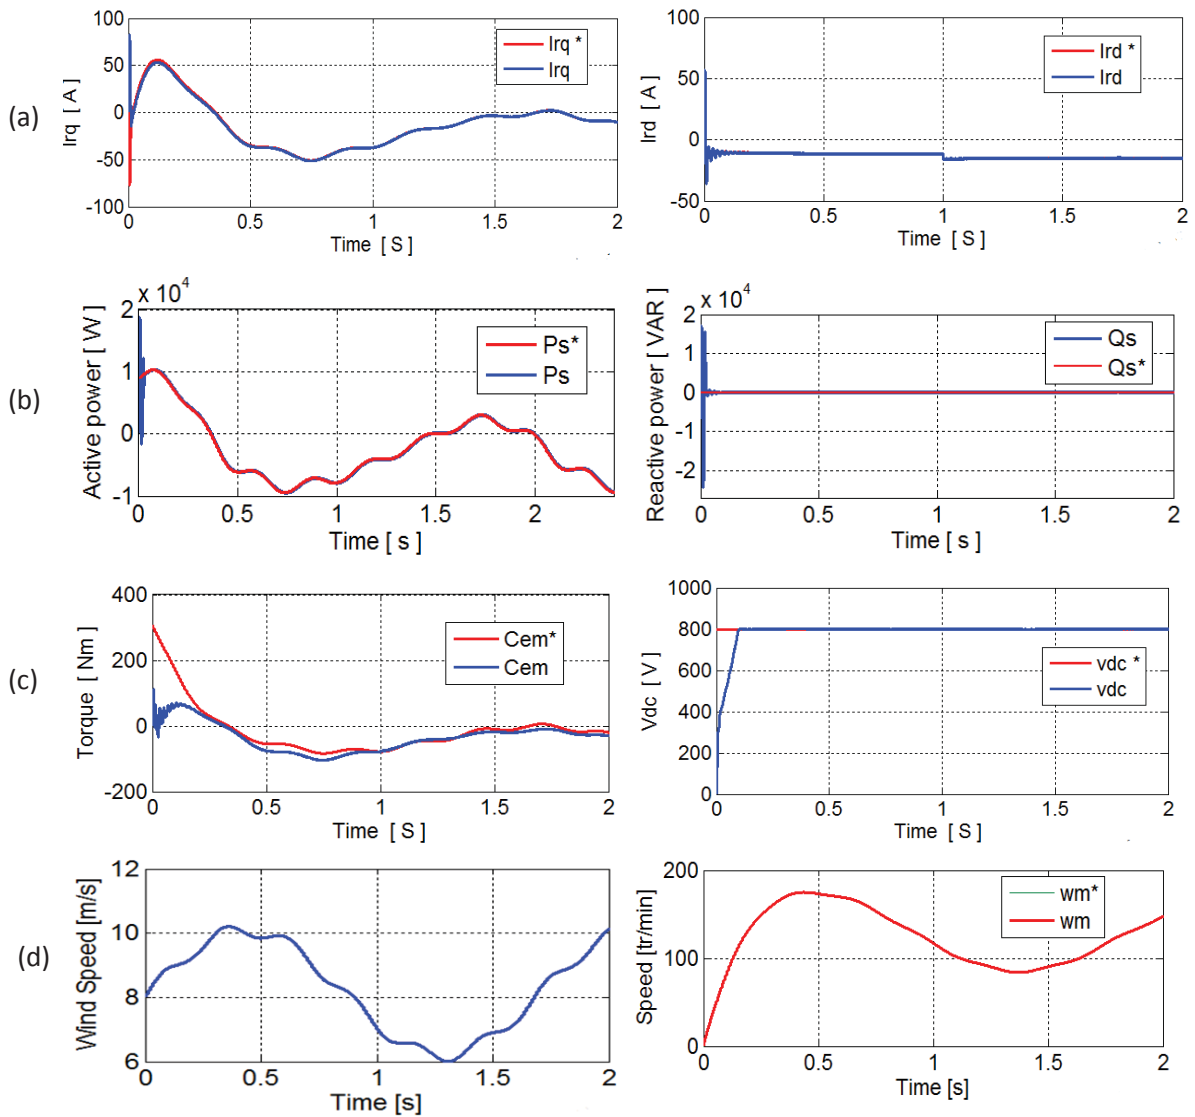 (a)
Irq [ A ]
100
50
0
-50
-100
0 0.5 1 1.5 2
Time [ S ]
Irq *
Irq
Ird [ A ]
100
50
0
-50
0 0.5 1 1.5 2
Time [ S ]
Ird *
Ird
(b)
Active power [ W ]
x 10^4
2
1
0
-1
0 0.5 1 1.5 2
Time [ s ]
Ps*
Ps
Reactive power [ VAR ]
x 10^4
2
1
0
-1
-2
0 0.5 1 1.5 2
Time [ s ]
Qs
Qs*
(c)
Torque [ Nm ]
400
200
0
-200
0 0.5 1 1.5 2
Time [ S ]
Cem*
Cem
Vdc [ V ]
1000
800
600
400
200
0
0 0.5 1 1.5 2
Time [ S ]
vdc *
vdc
(d)
Wind Speed [m/s]
12
10
8
6
0 0.5 1 1.5 2
Time [s]
Speed [tr/min]
200
100
0
0 0.5 1 1.5 2
Time [s]
wm*
wm